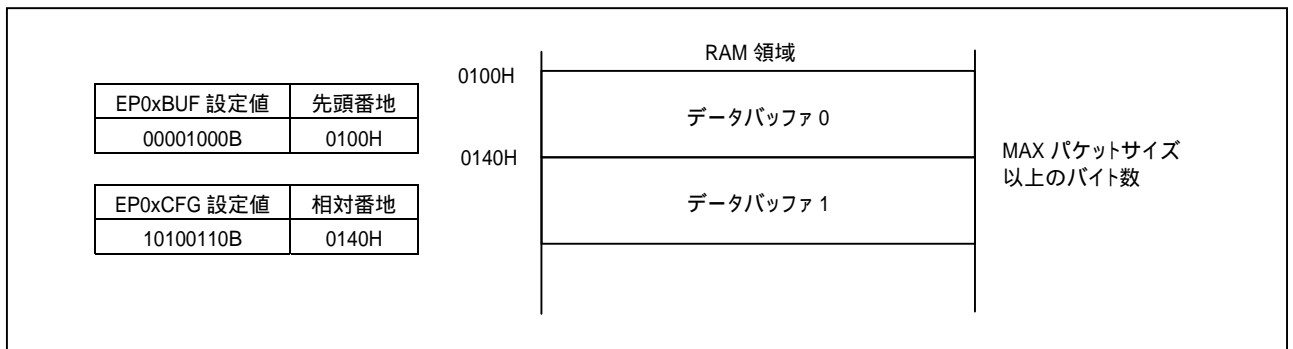 RAM 領域
0100H
EP0xBUF 設定値 先頭番地
00001000B 0100H
データバッファ 0
0140H
MAX パケットサイズ
以上のバイト数
EP0xCFG 設定値 相対番地
10100110B 0140H
データバッファ 1